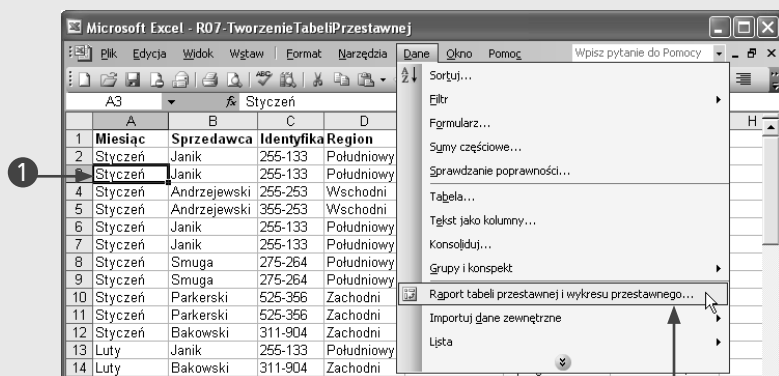 Microsoft Excel - R07-TworzenieTabeliPrzestawnej
Plik Edycja Widok Wstaw Format Narzędzia Dane Okno Pomoc Wpisz pytanie do Pomocy
A3 fx Styczeń
A B C D H
1 Miesiąc Sprzedawca Identyfika Region
2 Styczeń Janik 255-133 Południowy
3 Styczeń Janik 255-133 Południowy
4 Styczeń Andrzejewski 255-253 Wschodni
5 Styczeń Andrzejewski 355-253 Wschodni
6 Styczeń Janik 255-133 Południowy
7 Styczeń Janik 255-133 Południowy
8 Styczeń Smuga 275-264 Południowy
9 Styczeń Smuga 275-264 Południowy
10 Styczeń Parkerski 525-356 Zachodni
11 Styczeń Parkerski 525-356 Zachodni
12 Styczeń Bakowski 311-904 Zachodni
13 Luty Janik 255-133 Południowy
14 Luty Bakowski 311-904 Zachodni
Sortuj...
Filtr
Formularz...
Sumy częściowe...
Sprawdzanie poprawności...
Tabela...
Tekst jako kolumny...
Konsoliduj...
Grupy i konspekt
Raport tabeli przestawnej i wykresu przestawnego...
Importuj dane zewnętrzne
Lista
1